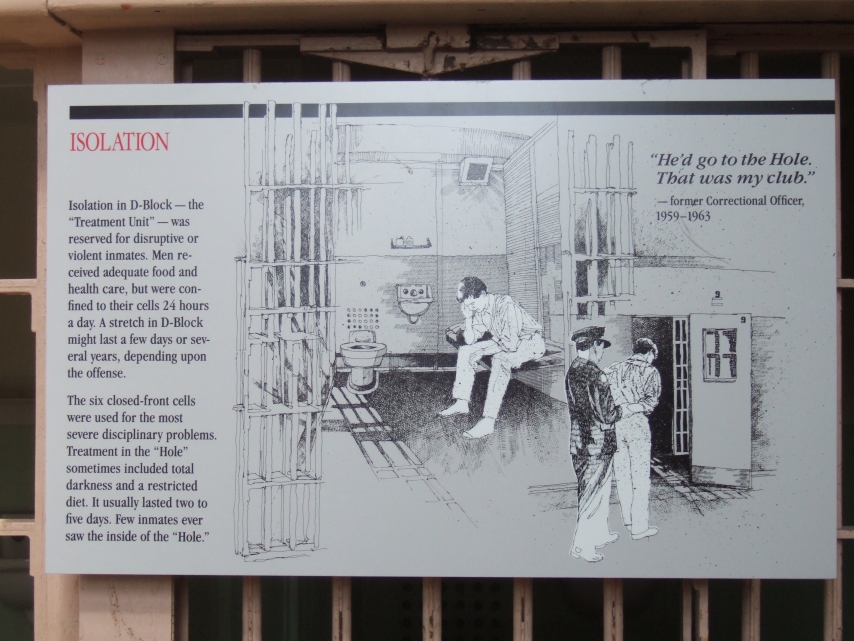 ISOLATION
Isolation in D-Block — the
“Treatment Unit” — was
reserved for disruptive or
violent inmates. Men re-
ceived adequate food and
health care, but were con-
fined to their cells 24 hours
a day. A stretch in D-Block
might last a few days or sev-
eral years, depending upon
the offense.
The six closed-front cells
were used for the most
severe disciplinary problems.
Treatment in the “Hole”
sometimes included total
darkness and a restricted
diet. It usually lasted two to
five days. Few inmates ever
saw the inside of the “Hole.”
“He’d go to the Hole.
That was my club.”
— former Correctional Officer,
1959–1963
9
9